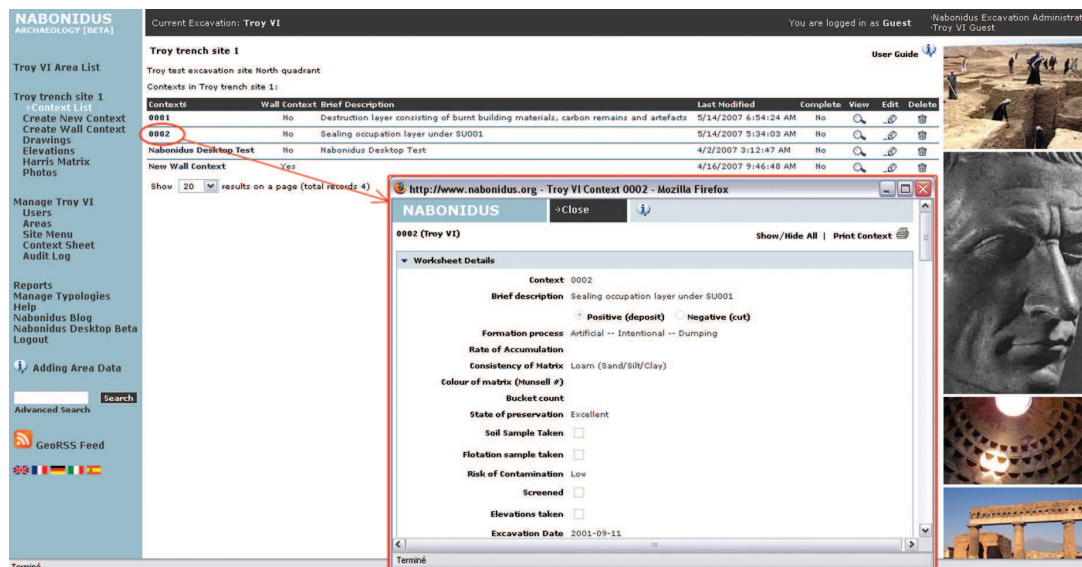 NABONIDUS
ARCHAEOLOGY [BETA]
Current Excavation: Troy VI
You are logged in as Guest
·Nabonidus Excavation Administrat
·Troy VI Guest
Troy VI Area List
Troy trench site 1
→Context List
Create New Context
Create Wall Context
Drawings
Elevations
Harris Matrix
Photos
Manage Troy VI
Users
Areas
Site Menu
Context Sheet
Audit Log
Reports
Manage Typologies
Help
Nabonidus Blog
Nabonidus Desktop Beta
Logout
Adding Area Data
Search
Advanced Search
GeoRSS Feed
Troy trench site 1
User Guide
Troy test excavation site North quadrant
Contexts in Troy trench site 1:
Contexts Wall Context Brief Description Last Modified Complete View Edit Delete
0001 No Destruction layer consisting of burnt building materials, carbon remains and artefacts 5/14/2007 6:54:24 AM No
0002 No Sealing occupation layer under SU001 5/14/2007 5:34:03 AM No
Nabonidus Desktop Test No Nabonidus Desktop Test 4/2/2007 3:12:47 AM No
New Wall Context Yes 4/16/2007 9:46:48 AM No
Show 20 results on a page (total records 4)
http://www.nabonidus.org - Troy VI Context 0002 - Mozilla Firefox
NABONIDUS →Close
0002 (Troy VI) Show/Hide All | Print Context
Worksheet Details
Context 0002
Brief description Sealing occupation layer under SU001
Positive (deposit) Negative (cut)
Formation process Artificial -- Intentional -- Dumping
Rate of Accumulation
Consistency of Matrix Loam (Sand/Silt/Clay)
Colour of matrix (Munsell #)
Bucket count
State of preservation Excellent
Soil Sample Taken
Flotation sample taken
Risk of Contamination Low
Screened
Elevations taken
Excavation Date 2001-09-11
Terminé
Terminé